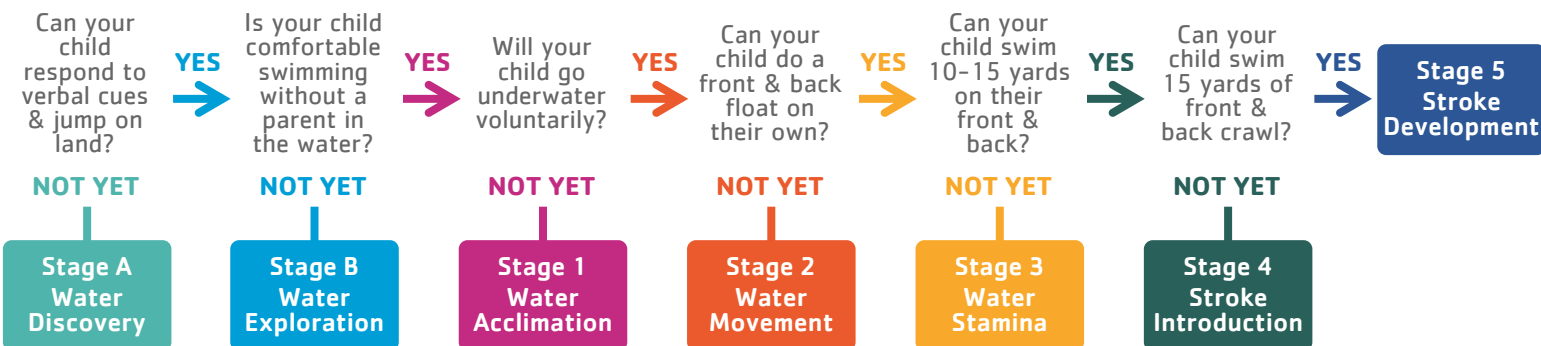 Can your
child
respond to
verbal cues
& jump on
land?
YES
Is your child
comfortable
swimming
without a
parent in
the water?
YES
Will your
child go
underwater
voluntarily?
YES
Can your
child do a
front & back
float on
their own?
YES
Can your
child swim
10-15 yards
on their
front &
back?
YES
Can your
child swim
15 yards of
front &
back crawl?
YES
Stage 5
Stroke
Development
NOT YET
NOT YET
NOT YET
NOT YET
NOT YET
NOT YET
Stage A
Water
Discovery
Stage B
Water
Exploration
Stage 1
Water
Acclimation
Stage 2
Water
Movement
Stage 3
Water
Stamina
Stage 4
Stroke
Introduction